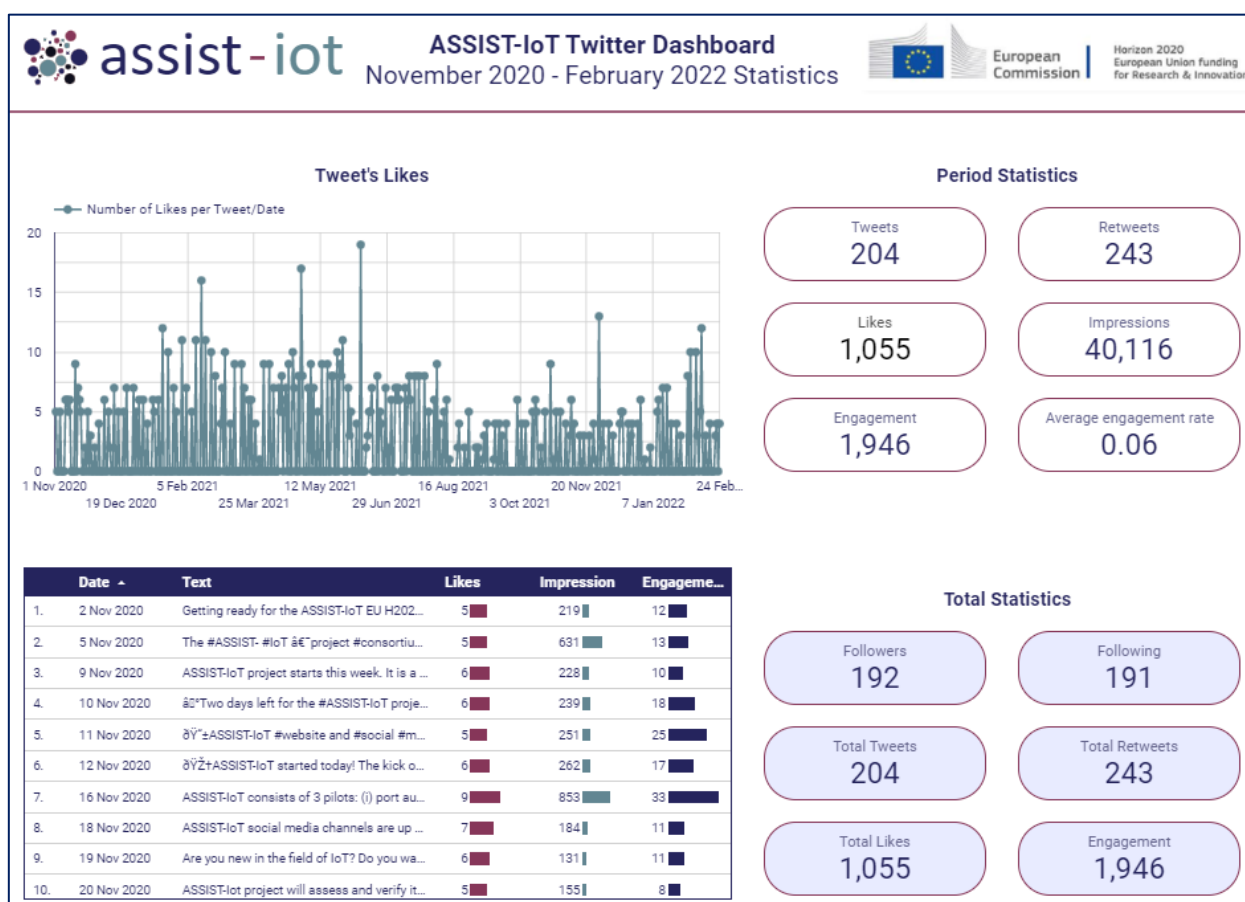 assist-iot
ASSIST-IoT Twitter Dashboard
November 2020 - February 2022 Statistics
European
Commission
Horizon 2020
European Union funding
for Research & Innovation
Tweet's Likes
Number of Likes per Tweet/Date
20
15
10
5
0
1 Nov 2020
19 Dec 2020
5 Feb 2021
25 Mar 2021
12 May 2021
29 Jun 2021
16 Aug 2021
3 Oct 2021
20 Nov 2021
7 Jan 2022
24 Feb...
Period Statistics
Tweets
204
Retweets
243
Likes
1,055
Impressions
40,116
Engagement
1,946
Average engagement rate
0.06
Date Text Likes Impression Engageme...
1. 2 Nov 2020 Getting ready for the ASSIST-IoT EU H202... 5 219 12
2. 5 Nov 2020 The #ASSIST- #IoT â€˜project #consortiu... 5 631 13
3. 9 Nov 2020 ASSIST-IoT project starts this week. It is a ... 6 228 10
4. 10 Nov 2020 â°Two days left for the #ASSIST-IoT proje... 6 239 18
5. 11 Nov 2020 ðŸ“±ASSIST-IoT #website and #social #m... 5 251 25
6. 12 Nov 2020 ðŸŽ†ASSIST-IoT started today! The kick o... 6 262 17
7. 16 Nov 2020 ASSIST-IoT consists of 3 pilots: (i) port au... 9 853 33
8. 18 Nov 2020 ASSIST-IoT social media channels are up ... 7 184 11
9. 19 Nov 2020 Are you new in the field of IoT? Do you wa... 6 131 11
10. 20 Nov 2020 ASSIST-Iot project will assess and verify it... 5 155 8
Total Statistics
Followers
192
Following
191
Total Tweets
204
Total Retweets
243
Total Likes
1,055
Engagement
1,946